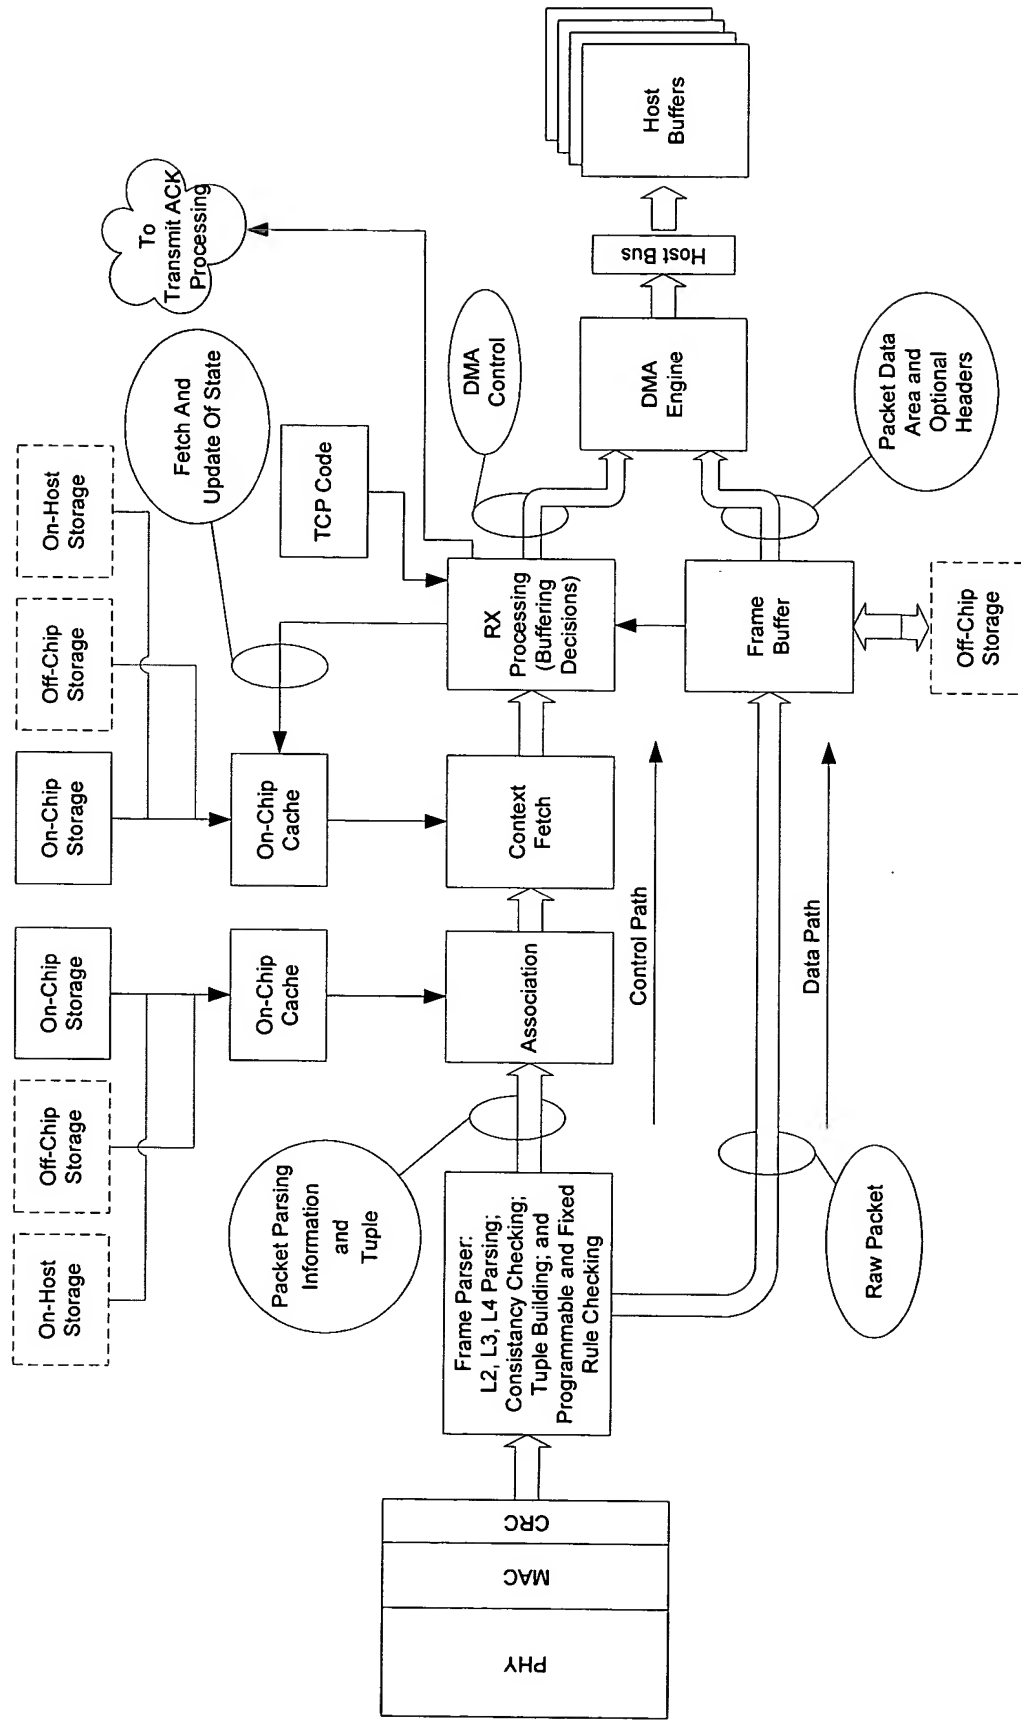 On-Host
Storage
Off-Chip
Storage
On-Chip
Storage
On-Chip
Storage
Off-Chip
Storage
On-Host
Storage
Fetch And
Update Of State
To
Transmit ACK
Processing
On-Chip
Cache
On-Chip
Cache
TCP Code
Packet Parsing
Information
and
Tuple
DMA
Control
PHY
MAC
CRC
Frame Parser:
L2, L3, L4 Parsing;
Consistancy Checking;
Tuple Building; and
Programmable and Fixed
Rule Checking
Association
Context
Fetch
RX
Processing
(Buffering
Decisions)
DMA
Engine
Host Bus
Host
Buffers
Control Path
Data Path
Frame
Buffer
Raw Packet
Packet Data
Area and
Optional
Headers
Off-Chip
Storage